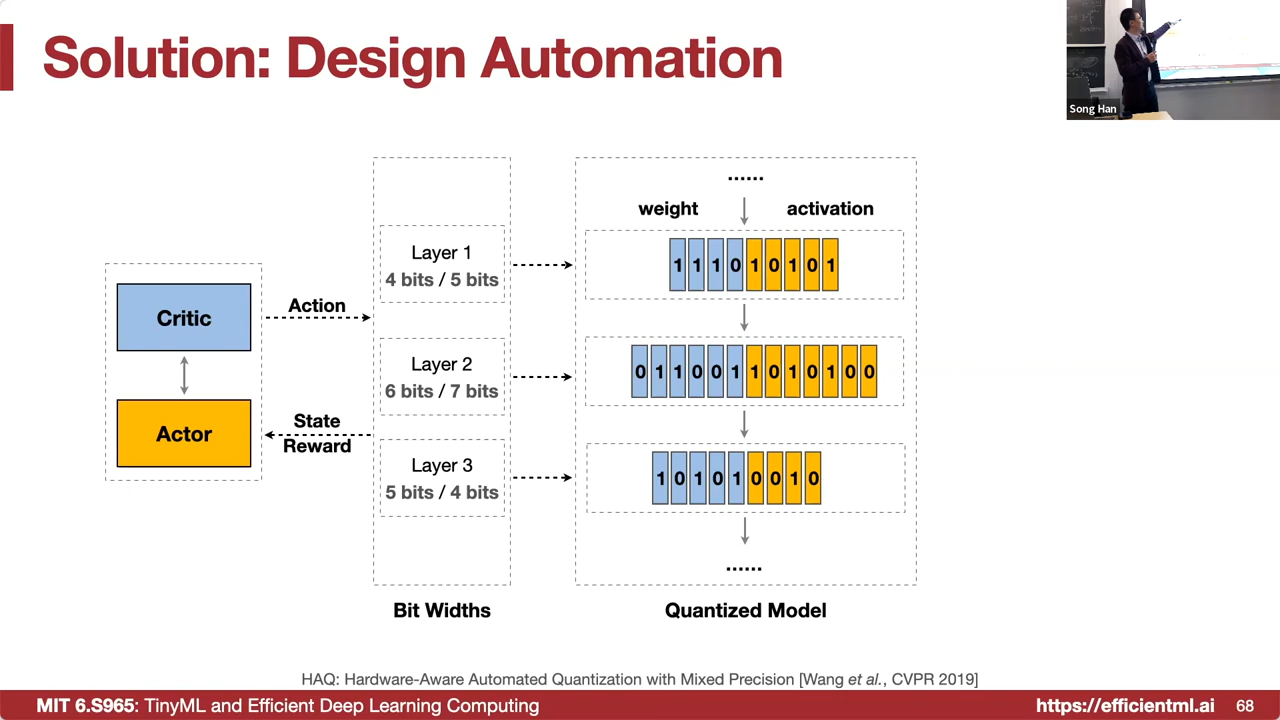 Solution: Design Automation
Song Han
Critic
Actor
Action
State
Reward
Layer 1
4 bits / 5 bits
Layer 2
6 bits / 7 bits
Layer 3
5 bits / 4 bits
Bit Widths
......
weight activation
1 1 1 0 1 0 1 0 1
0 1 1 0 0 1 1 0 1 0 1 0 0
1 0 1 0 1 0 0 1 0
......
Quantized Model
HAQ: Hardware-Aware Automated Quantization with Mixed Precision [Wang et al., CVPR 2019]
MIT 6.S965: TinyML and Efficient Deep Learning Computing
https://efficientml.ai 68